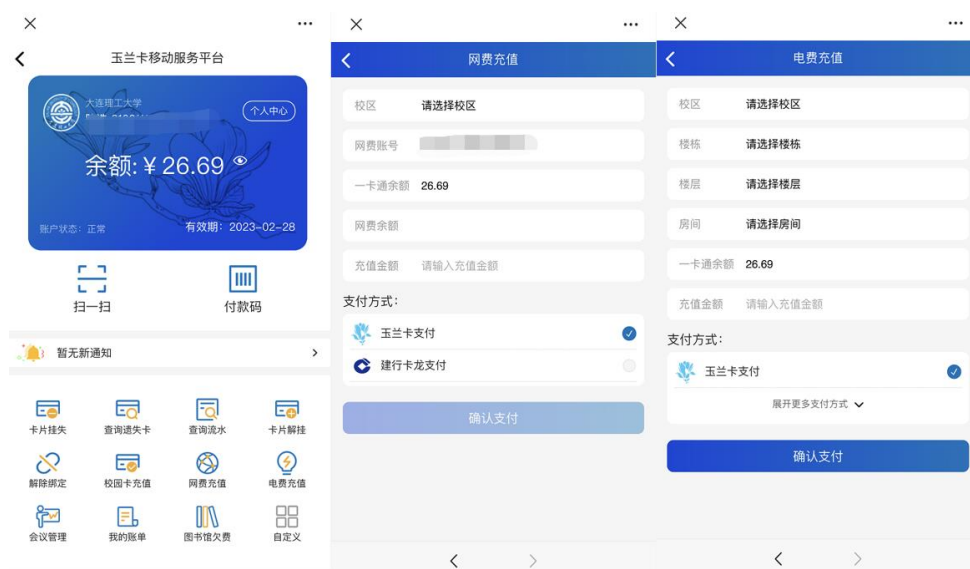 玉兰卡移动服务平台
大连理工大学
个人中心
余额:¥26.69
账户状态: 正常
有效期: 2023-02-28
扫一扫
付款码
暂无新通知
卡片挂失
查询遗失卡
查询流水
卡片解挂
解除绑定
校园卡充值
网费充值
电费充值
会议管理
我的账单
图书馆欠费
自定义
网费充值
校区 请选择校区
网费账号
一卡通余额 26.69
网费余额
充值金额 请输入充值金额
支付方式:
玉兰卡支付
建行卡龙支付
确认支付
电费充值
校区 请选择校区
楼栋 请选择楼栋
楼层 请选择楼层
房间 请选择房间
一卡通余额 26.69
充值金额 请输入充值金额
支付方式:
玉兰卡支付
展开更多支付方式
确认支付